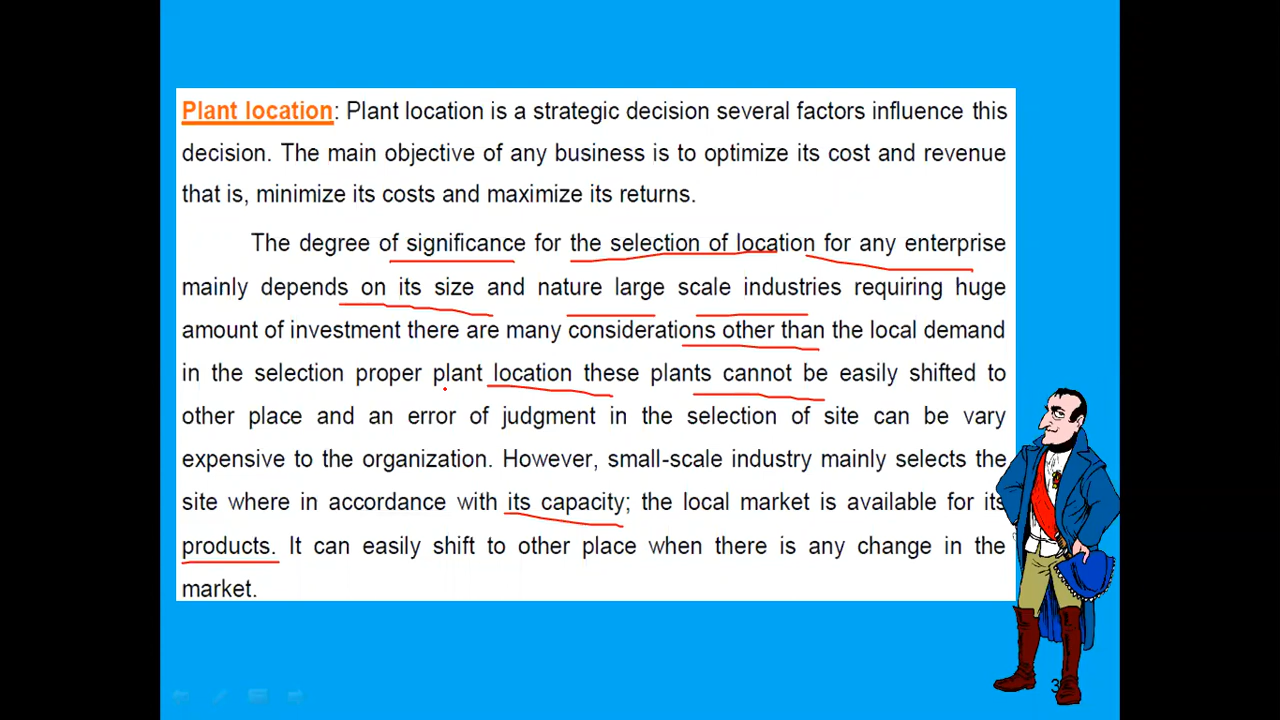 Plant location: Plant location is a strategic decision several factors influence this
decision. The main objective of any business is to optimize its cost and revenue
that is, minimize its costs and maximize its returns.
The degree of significance for the selection of location for any enterprise
mainly depends on its size and nature large scale industries requiring huge
amount of investment there are many considerations other than the local demand
in the selection proper plant location these plants cannot be easily shifted to
other place and an error of judgment in the selection of site can be vary
expensive to the organization. However, small-scale industry mainly selects the
site where in accordance with its capacity; the local market is available for its
products. It can easily shift to other place when there is any change in the
market.